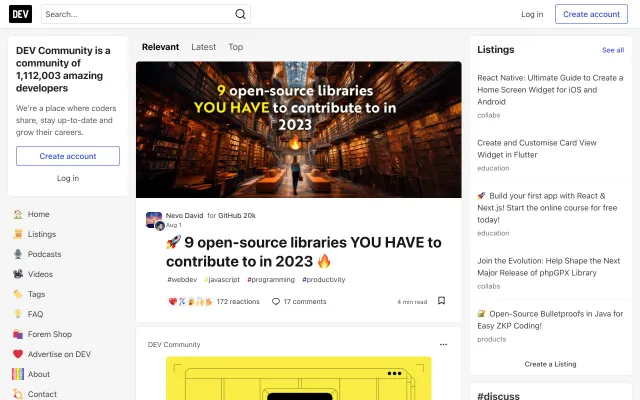 DEV
Search...
Log in
Create account
DEV Community is a
community of
1,112,003 amazing
developers
We're a place where coders
share, stay up-to-date and
grow their careers.
Create account
Log in
Home
Listings
Podcasts
Videos
Tags
FAQ
Forem Shop
Advertise on DEV
About
Contact
Relevant
Latest
Top
9 open-source libraries
YOU HAVE to contribute to in
2023
Nevo David for GitHub 20k
Aug 1
🚀 9 open-source libraries YOU HAVE to
contribute to in 2023 🔥
#webdev #javascript #programming #productivity
172 reactions
17 comments
4 min read
DEV Community
Listings
See all
React Native: Ultimate Guide to Create a
Home Screen Widget for iOS and
Android
collabs
Create and Customise Card View
Widget in Flutter
education
🚀 Build your first app with React &
Next.js! Start the online course for free
today!
education
Join the Evolution: Help Shape the Next
Major Release of phpGPX Library
collabs
🔐 Open-Source Bulletproofs in Java for
Easy ZKP Coding!
products
Create a Listing
#discuss